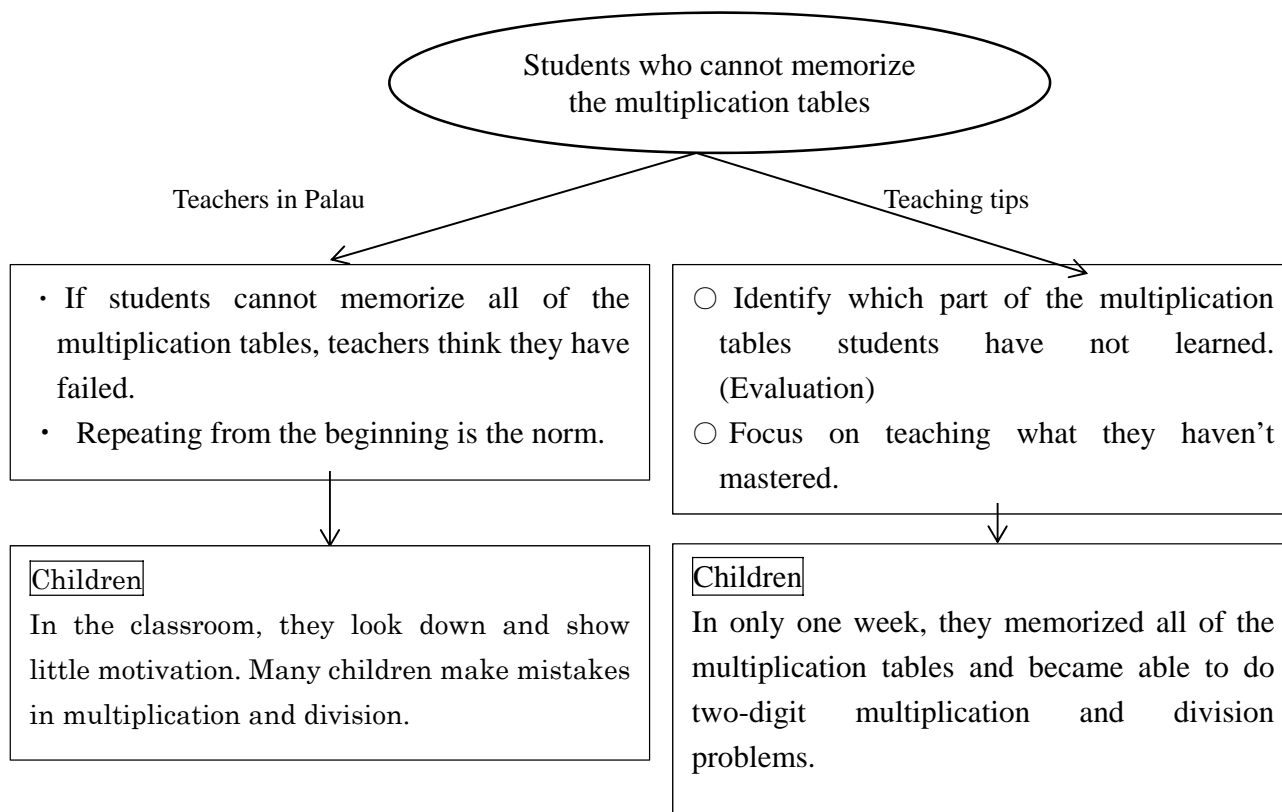 Students who cannot memorize
the multiplication tables
Teachers in Palau
Teaching tips
・ If students cannot memorize all of the
multiplication tables, teachers think they have
failed.
・ Repeating from the beginning is the norm.
○ Identify which part of the multiplication
tables students have not learned.
(Evaluation)
○ Focus on teaching what they haven’t
mastered.
Children
In the classroom, they look down and show
little motivation. Many children make mistakes
in multiplication and division.
Children
In only one week, they memorized all of the
multiplication tables and became able to do
two-digit multiplication and division
problems.